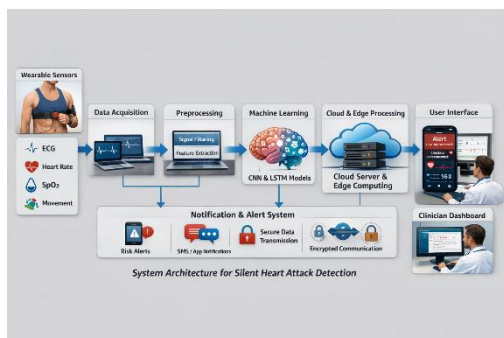 Wearable Sensors
ECG
Heart Rate
SpO₂
Movement
Data Acquisition
Preprocessing
Signal Filtering
Feature Extraction
Machine Learning
CNN & LSTM Models
Cloud & Edge Processing
Cloud Server &
Edge Computing
User Interface
Alert
Clinician Dashboard
Notification & Alert System
Risk Alerts
SMS / App Notifications
Secure Data
Transmission
Encrypted Communication
System Architecture for Silent Heart Attack Detection